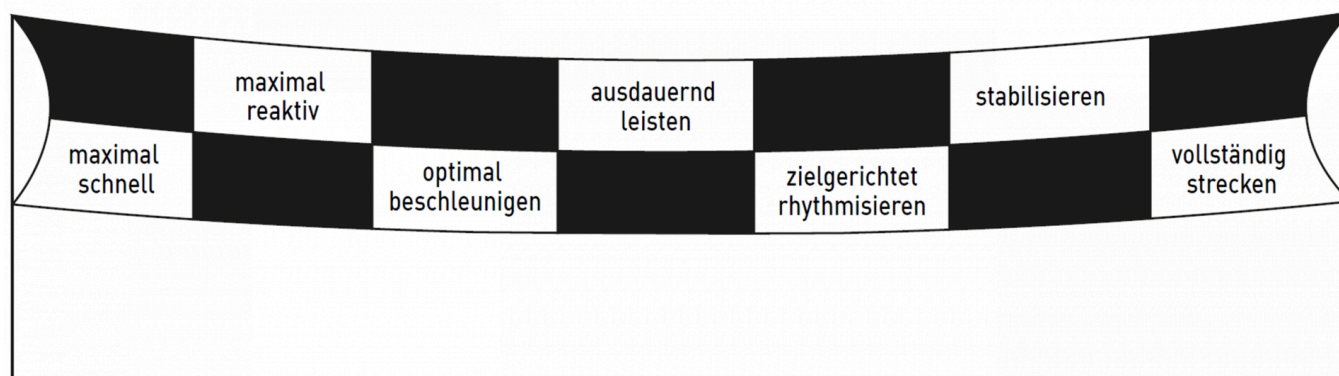 maximal
reaktiv
ausdauernd
leisten
stabilisieren
maximal
schnell
optimal
beschleunigen
zielgerichtet
rhythmisieren
vollständig
strecken